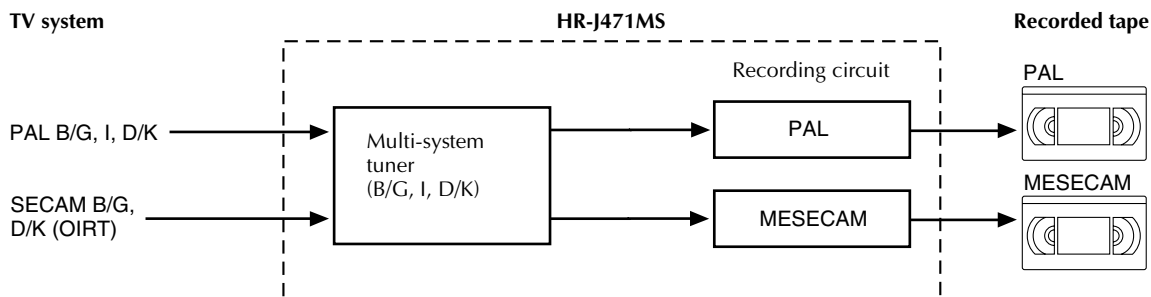 TV system
HR-J471MS
Recorded tape
Recording circuit
PAL
PAL B/G, I, D/K
Multi-system
tuner
(B/G, I, D/K)
PAL
SECAM B/G,
D/K (OIRT)
MESECAM
MESECAM